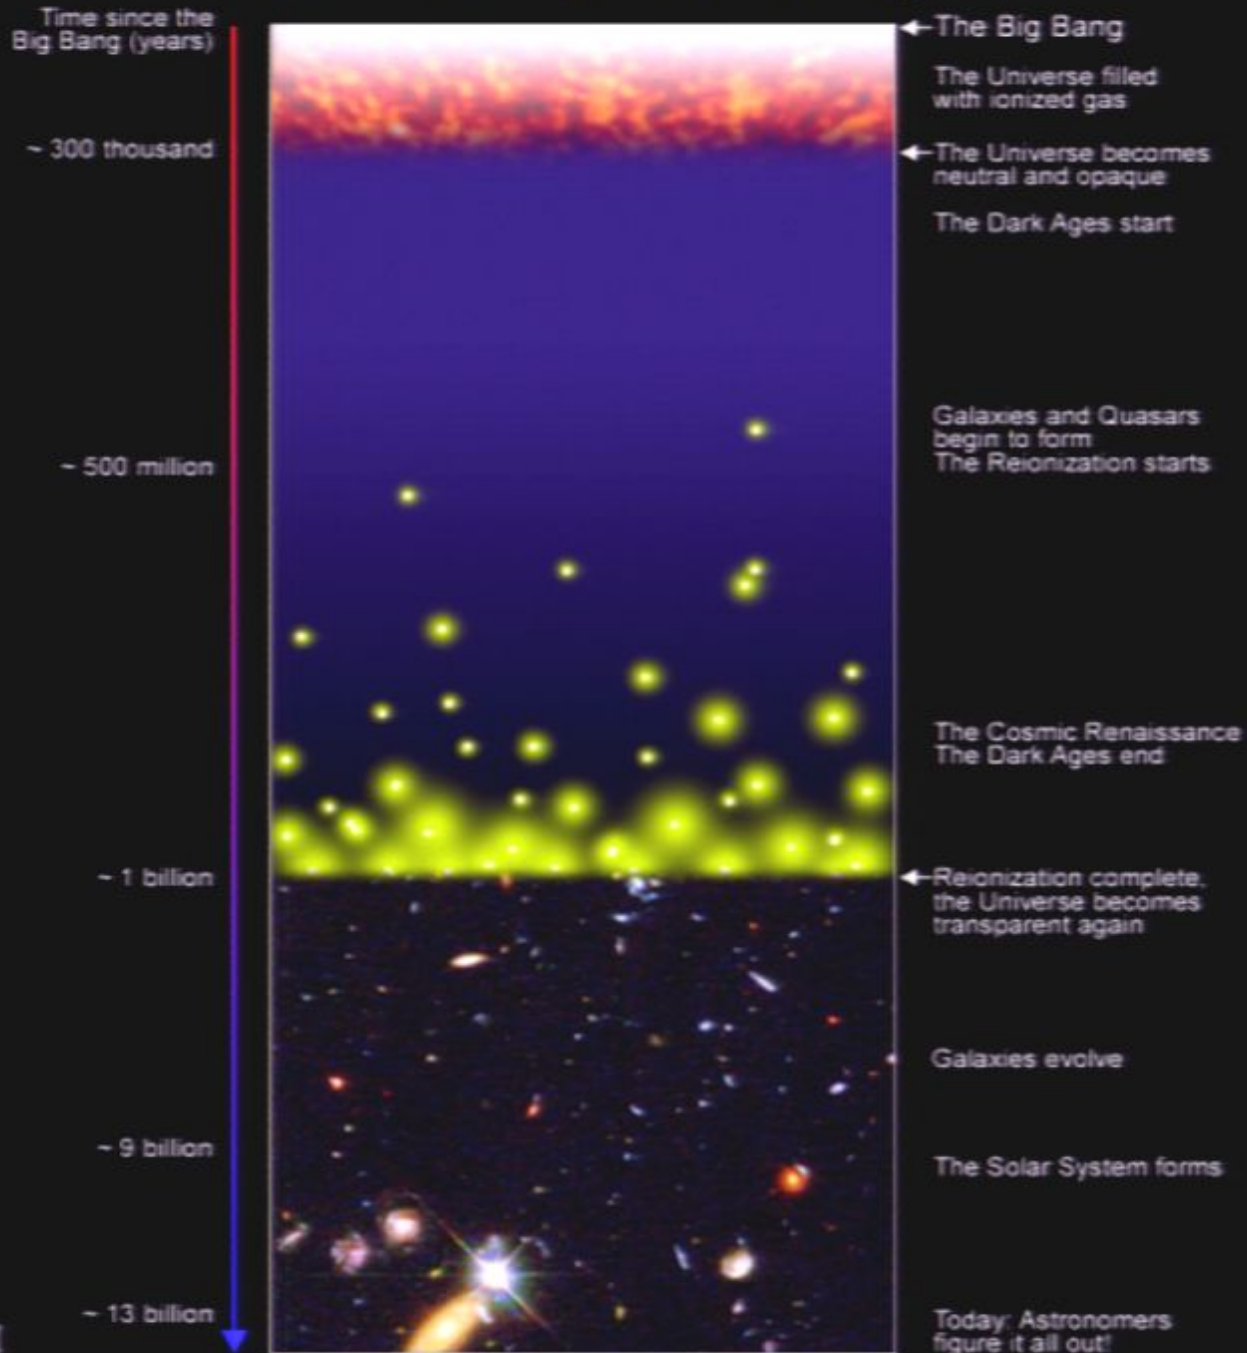 Time since the
Big Bang (years)
The Big Bang
The Universe filled
with ionized gas
~ 300 thousand
The Universe becomes
neutral and opaque
The Dark Ages start
Galaxies and Quasars
begin to form
~ 500 million
The Reionization starts
The Cosmic Renaissance
The Dark Ages end
~ 1 billion
Reionization complete,
the Universe becomes
transparent again
Galaxies evolve
~ 9 billion
The Solar System forms
~ 13 billion
Today: Astronomers
figure it all out!